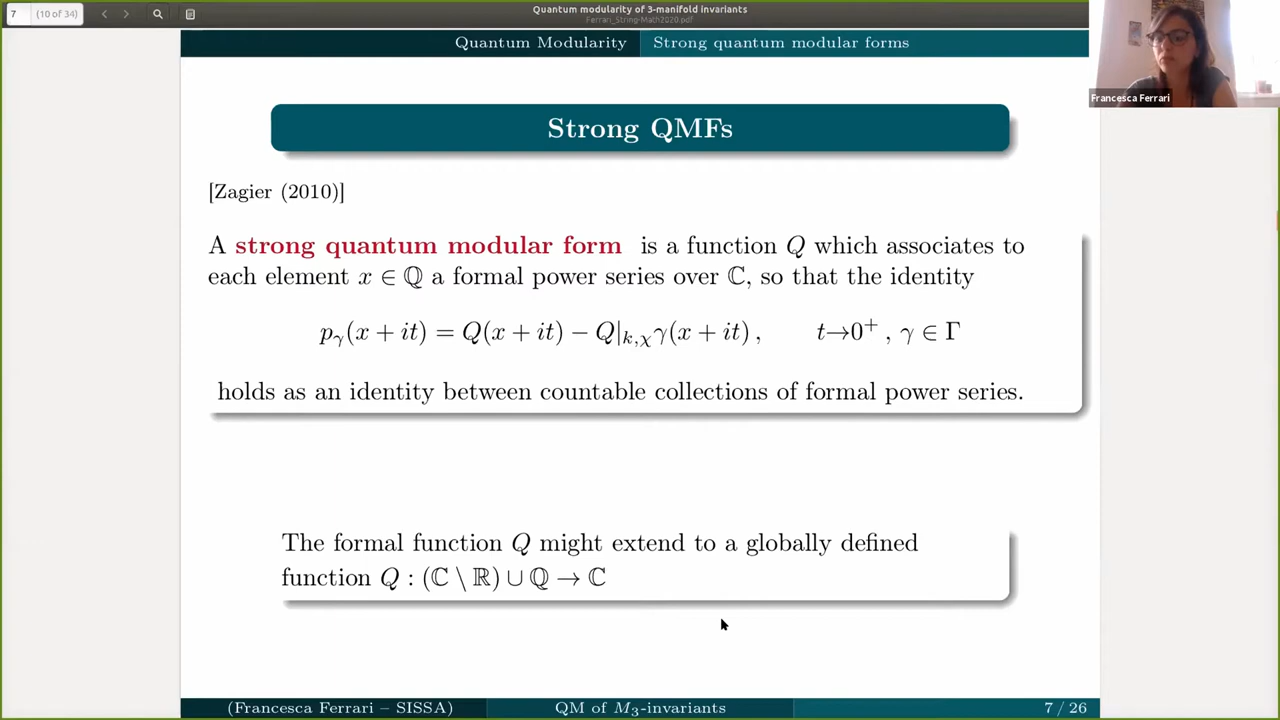 7 (10 of 34)
Quantum modularity of 3-manifold invariants
Ferrari_String-Math2020.pdf
Quantum Modularity Strong quantum modular forms
Francesca Ferrari
Strong QMFs
[Zagier (2010)]
A strong quantum modular form is a function Q which associates to
each element x ∈ ℚ a formal power series over ℂ, so that the identity
p_γ(x + it) = Q(x + it) − Q|_{k,χ}γ(x + it) , t→0⁺ , γ ∈ Γ
holds as an identity between countable collections of formal power series.
The formal function Q might extend to a globally defined
function Q : (ℂ \ ℝ) ∪ ℚ → ℂ
(Francesca Ferrari – SISSA) QM of M₃-invariants 7 / 26